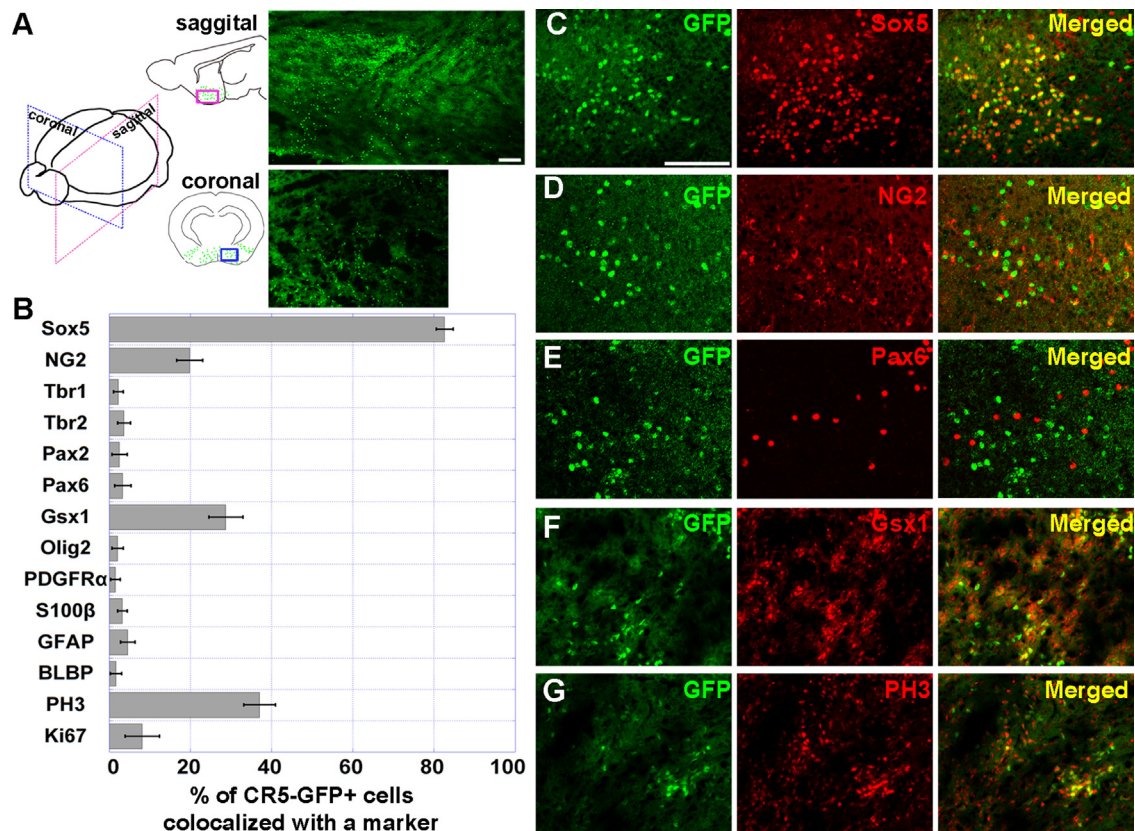 A
saggital
coronal
sagittal
coronal
B
Sox5
NG2
Tbr1
Tbr2
Pax2
Pax6
Gsx1
Olig2
PDGFRα
S100β
GFAP
BLBP
PH3
Ki67
0 20 40 60 80 100
% of CR5-GFP+ cells
colocalized with a marker
C GFP Sox5 Merged
D GFP NG2 Merged
E GFP Pax6 Merged
F GFP Gsx1 Merged
G GFP PH3 Merged